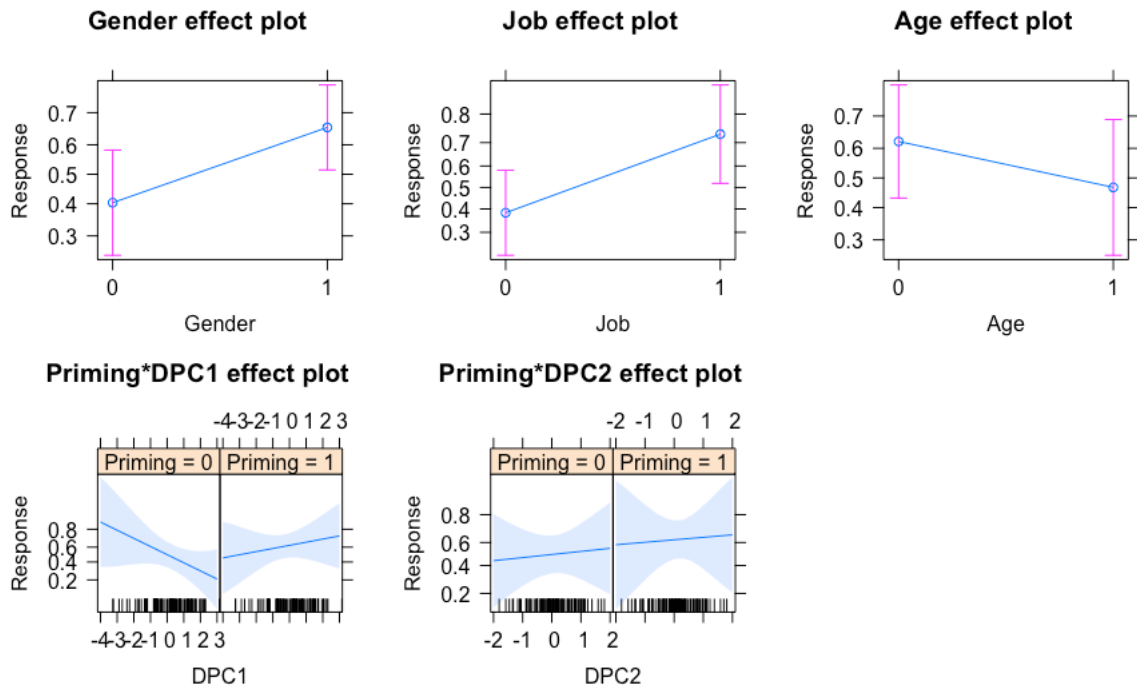 Gender effect plot
Response
0.7
0.6
0.5
0.4
0.3
0 1
Gender
Job effect plot
Response
0.8
0.7
0.6
0.5
0.4
0.3
0 1
Job
Age effect plot
Response
0.7
0.6
0.5
0.4
0.3
0 1
Age
Priming*DPC1 effect plot
-4-3-2-1 0 1 2 3
Priming = 0 Priming = 1
Response
0.8
0.6
0.4
0.2
-4-3-2-1 0 1 2 3
DPC1
Priming*DPC2 effect plot
-2 -1 0 1 2
Priming = 0 Priming = 1
Response
0.8
0.6
0.4
0.2
-2 -1 0 1 2
DPC2